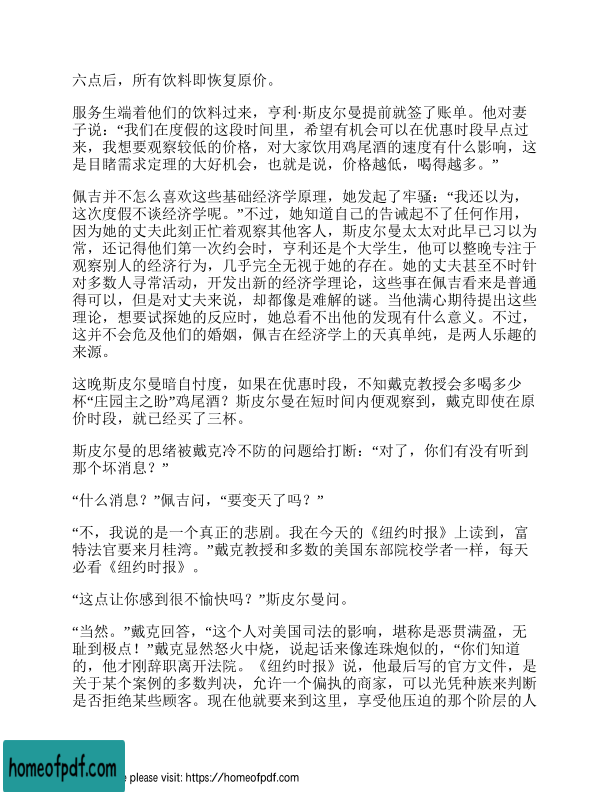 六点后，所有饮料即恢复原价。
服务生端着他们的饮料过来，亨利·斯皮尔曼提前就签了账单。他对妻
子说：“我们在度假的这段时间里，希望有机会可以在优惠时段早点过
来，我想要观察较低的价格，对大家饮用鸡尾酒的速度有什么影响，这
是目睹需求定理的大好机会，也就是说，价格越低，喝得越多。”
佩吉并不怎么喜欢这些基础经济学原理，她发起了牢骚：“我还以为，
这次度假不谈经济学呢。”不过，她知道自己的告诫起不了任何作用，
因为她的丈夫此刻正忙着观察其他客人，斯皮尔曼太太对此早已习以为
常，还记得他们第一次约会时，亨利还是个大学生，他可以整晚专注于
观察别人的经济行为，几乎完全无视于她的存在。她的丈夫甚至不时针
对多数人寻常活动，开发出新的经济学理论，这些事在佩吉看来是普通
得可以，但是对丈夫来说，却都像是难解的谜。当他满心期待提出这些
理论，想要试探她的反应时，她总看不出他的发现有什么意义。不过，
这并不会危及他们的婚姻，佩吉在经济学上的天真单纯，是两人乐趣的
来源。
这晚斯皮尔曼暗自忖度，如果在优惠时段，不知戴克教授会多喝多少
杯“庄园主之盼”鸡尾酒？斯皮尔曼在短时间内便观察到，戴克即使在原
价时段，就已经买了三杯。
斯皮尔曼的思绪被戴克冷不防的问题给打断：“对了，你们有没有听到
那个坏消息？”
“什么消息？”佩吉问，“要变天了吗？”
“不，我说的是一个真正的悲剧。我在今天的《纽约时报》上读到，富
特法官要来月桂湾。”戴克教授和多数的美国东部院校学者一样，每天
必看《纽约时报》。
“这点让你感到很不愉快吗？”斯皮尔曼问。
“当然。”戴克回答，“这个人对美国司法的影响，堪称是恶贯满盈，无
耻到极点！”戴克显然怒火中烧，说起话来像连珠炮似的，“你们知道
的，他才刚辞职离开法院。《纽约时报》说，他最后写的官方文件，是
关于某个案例的多数判决，允许一个偏执的商家，可以光凭种族来判断
是否拒绝某些顾客。现在他就要来到这里，享受他压迫的那个阶层的人
homeofpdf.com
e please visit: https://homeofpdf.com